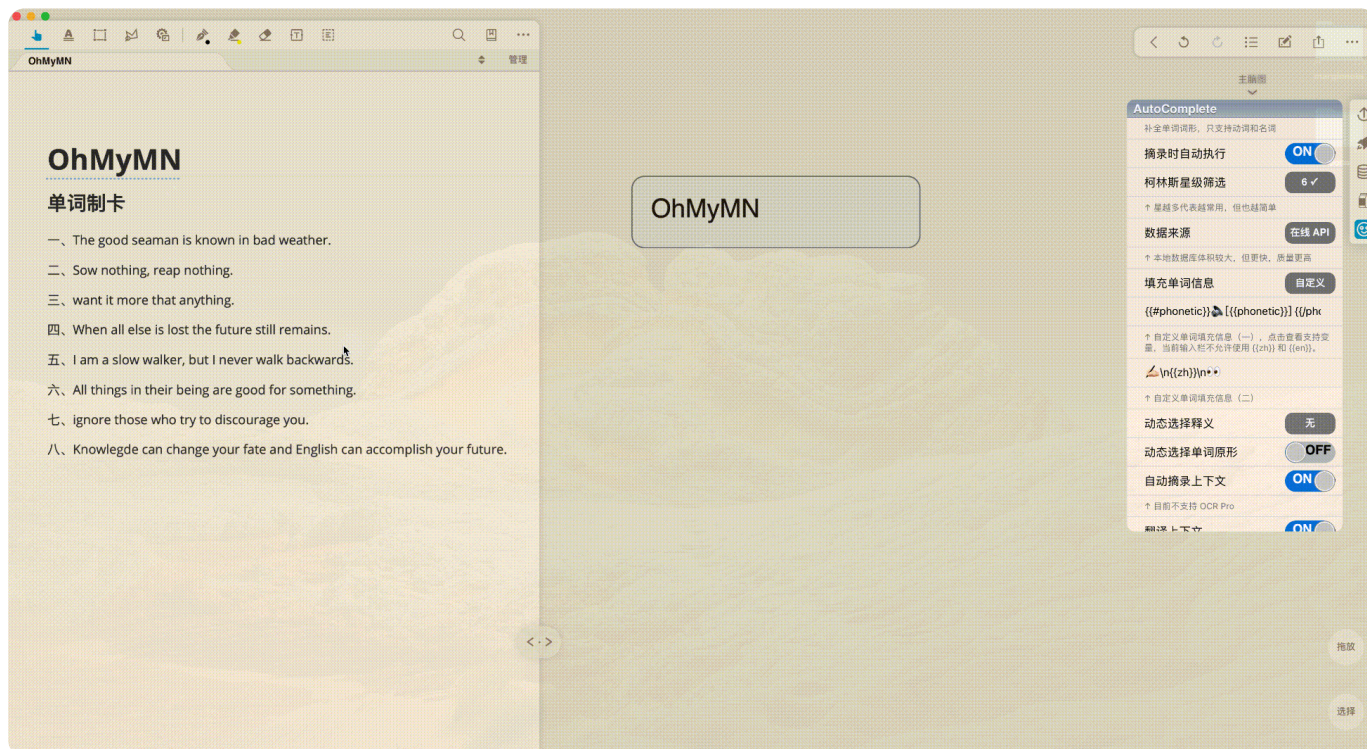 OhMyMN
管理
OhMyMN
单词制卡
一、The good seaman is known in bad weather.
二、Sow nothing, reap nothing.
三、want it more that anything.
四、When all else is lost the future still remains.
五、I am a slow walker, but I never walk backwards.
六、All things in their being are good for something.
七、ignore those who try to discourage you.
八、Knowlegde can change your fate and English can accomplish your future.
OhMyMN
主脑图
AutoComplete
补全单词词形，只支持动词和名词
摘录时自动执行 ON
柯林斯星级筛选 6 ✓
↑ 星越多代表越常用，但也越简单
数据来源 在线 API
↑ 本地数据库体积较大，但更快，质量更高
填充单词信息 自定义
{{#phonetic}}🔈[{{phonetic}}] {{/pho
↑ 自定义单词填充信息（一），点击查看支持变
量，当前输入栏不允许使用 {{zh}} 和 {{en}}。
✍️\n{{zh}}\n👀
↑ 自定义单词填充信息（二）
动态选择释义 无
动态选择单词原形 OFF
自动摘录上下文 ON
↑ 目前不支持 OCR Pro
翻译上下文 ON
拖放
选择